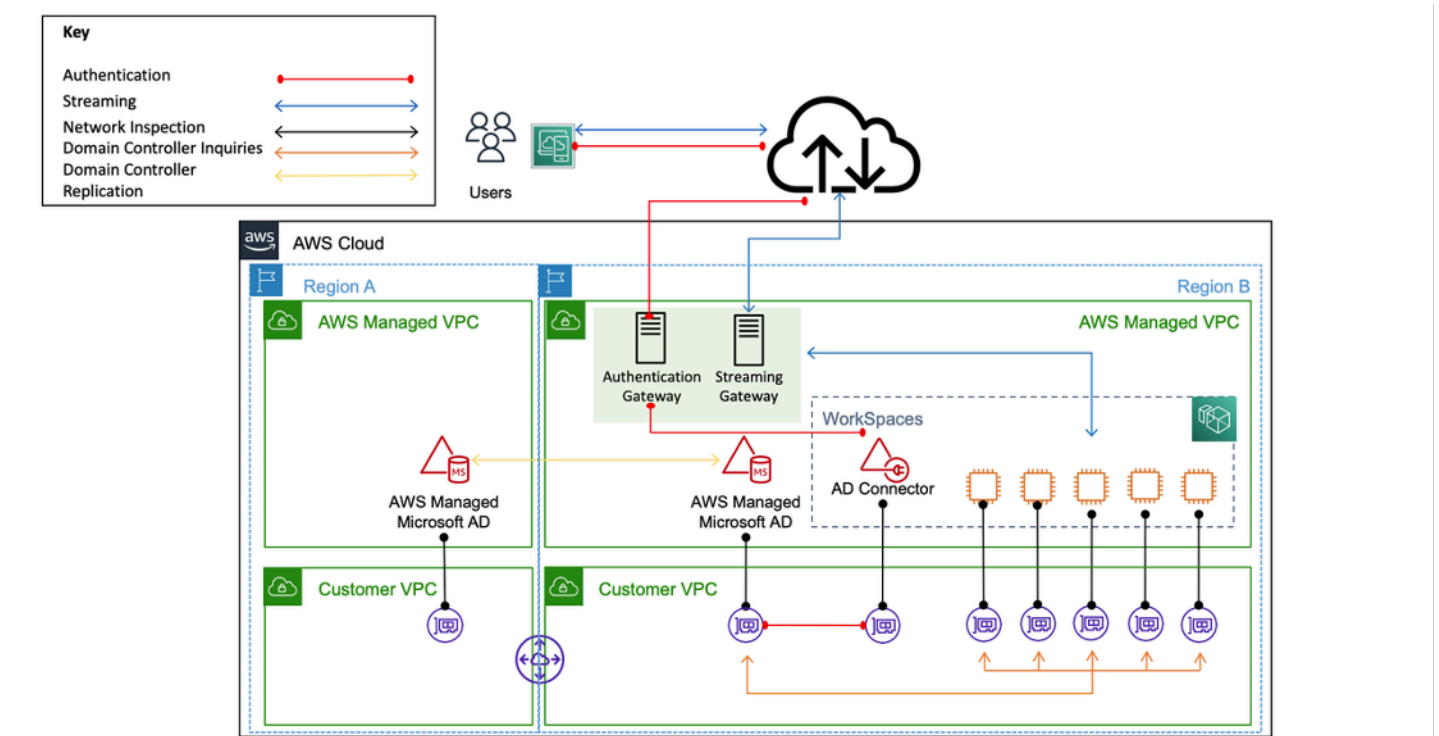 Key
Authentication
Streaming
Network Inspection
Domain Controller Inquiries
Domain Controller
Replication
Users
aws
AWS Cloud
Region A
Region B
AWS Managed VPC
AWS Managed VPC
Authentication
Gateway
Streaming
Gateway
WorkSpaces
MS
AWS Managed
Microsoft AD
MS
AWS Managed
Microsoft AD
AD Connector
Customer VPC
Customer VPC